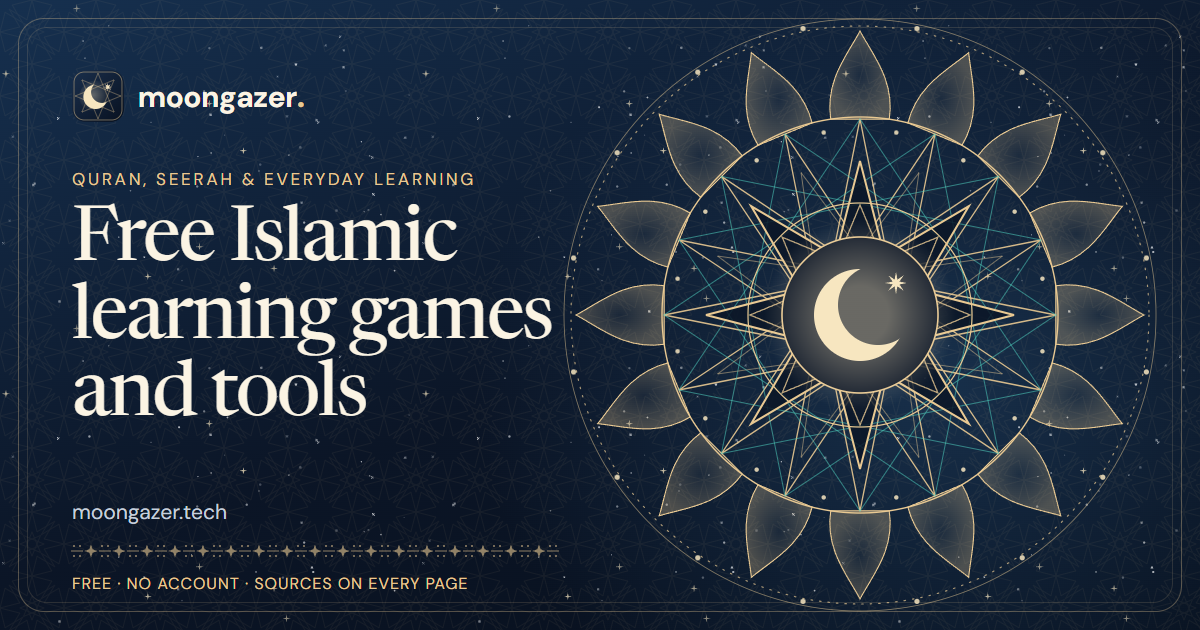 moongazer.
QURAN, SEERAH & EVERYDAY LEARNING
Free Islamic
learning games
and tools
moongazer.tech
FREE · NO ACCOUNT · SOURCES ON EVERY PAGE